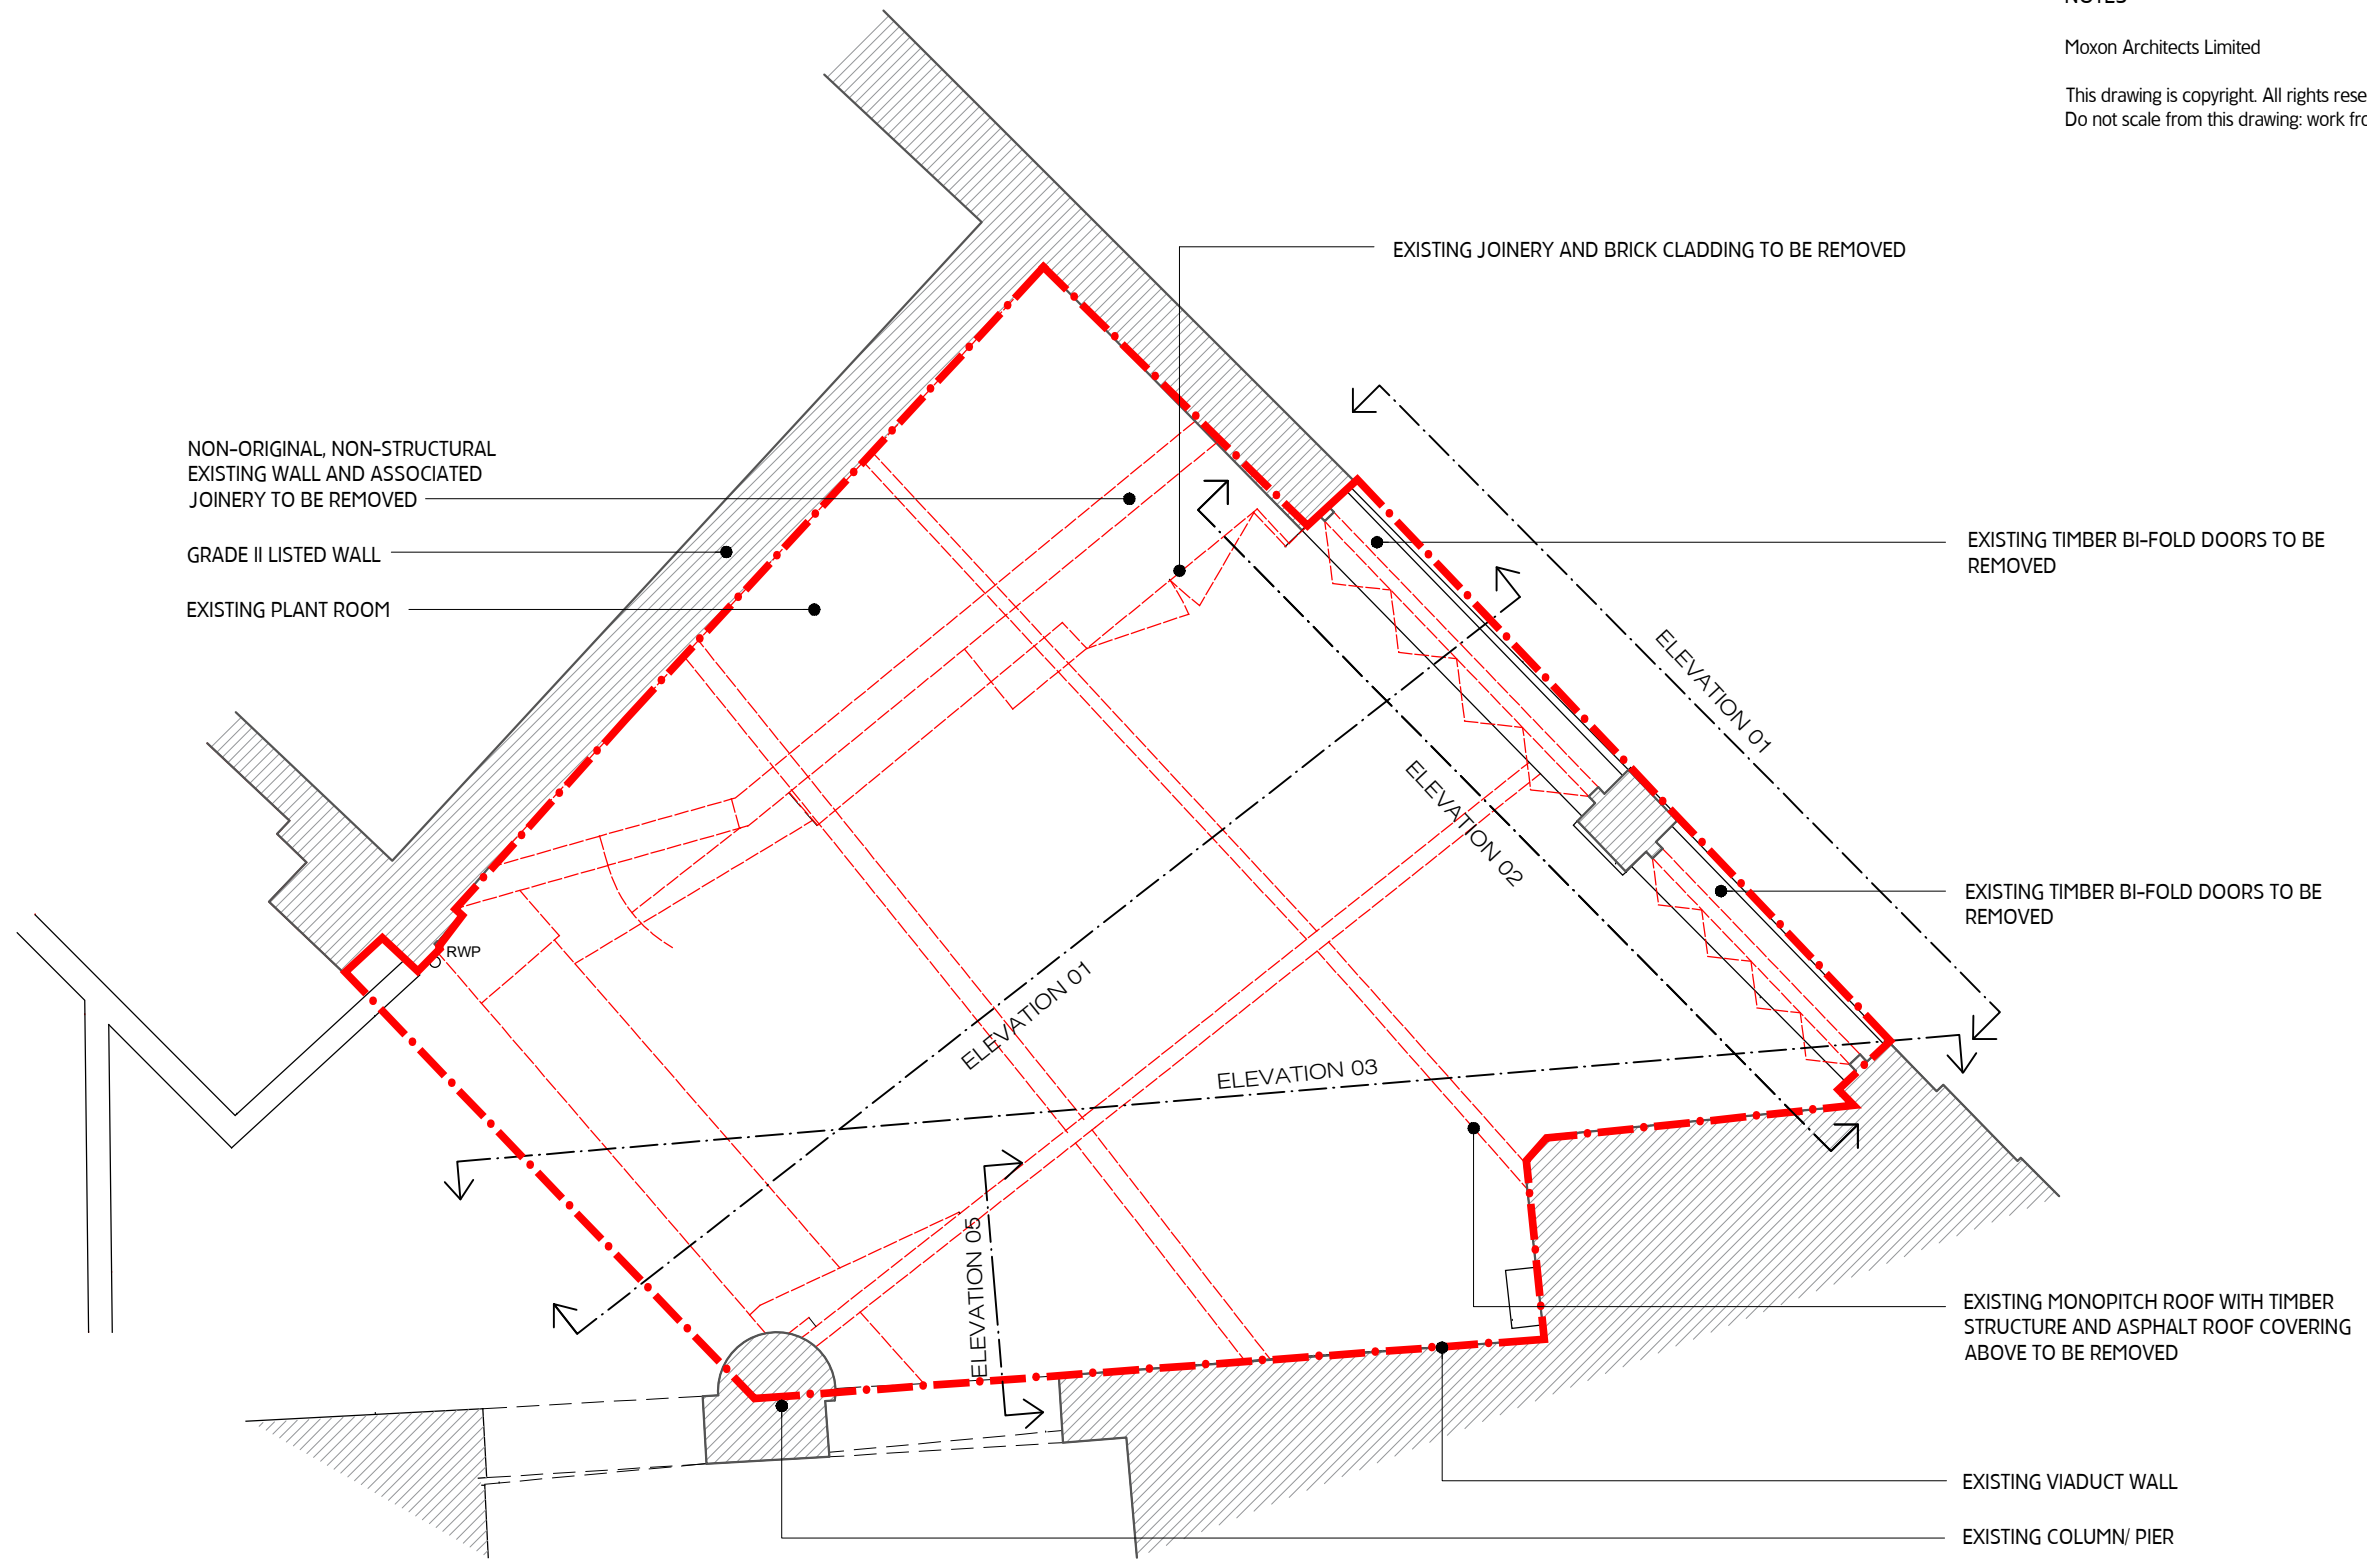 Moxon Architects Limited
This drawing is copyright. All rights
Do not scale from this drawing: work
EXISTING JOINERY AND BRICK CLADDING TO BE REMOVED
NON-ORIGINAL, NON-STRUCTURAL
EXISTING WALL AND ASSOCIATED
JOINERY TO BE REMOVED
GRADE II LISTED WALL
EXISTING PLANT ROOM
EXISTING TIMBER BI-FOLD DOORS TO BE
REMOVED
ELEVATION 01
ELEVATION 02
EXISTING TIMBER BI-FOLD DOORS TO BE
REMOVED
RWP
ELEVATION 01
ELEVATION 03
ELEVATION 05
EXISTING MONOPITCH ROOF WITH TIMBER
STRUCTURE AND ASPHALT ROOF COVERING
ABOVE TO BE REMOVED
EXISTING VIADUCT WALL
EXISTING COLUMN/ PIER